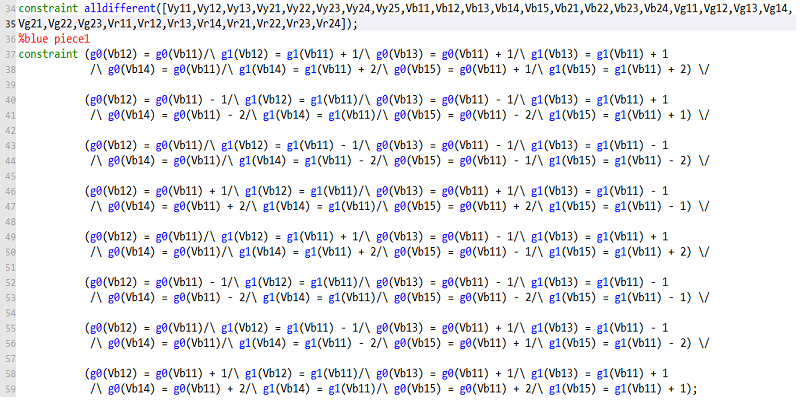 34 constraint alldifferent([Vy11,Vy12,Vy13,Vy21,Vy22,Vy23,Vy24,Vy25,Vb11,Vb12,Vb13,Vb14,Vb15,Vb21,Vb22,Vb23,Vb24,Vg11,Vg12,Vg13,Vg14,
35 Vg21,Vg22,Vg23,Vr11,Vr12,Vr13,Vr14,Vr21,Vr22,Vr23,Vr24]);
36 %blue piece1
37 constraint (g0(Vb12) = g0(Vb11)/\ g1(Vb12) = g1(Vb11) + 1/\ g0(Vb13) = g0(Vb11) + 1/\ g1(Vb13) = g1(Vb11) + 1
38 /\ g0(Vb14) = g0(Vb11)/\ g1(Vb14) = g1(Vb11) + 2/\ g0(Vb15) = g0(Vb11) + 1/\ g1(Vb15) = g1(Vb11) + 2) \/
39
40 (g0(Vb12) = g0(Vb11) - 1/\ g1(Vb12) = g1(Vb11)/\ g0(Vb13) = g0(Vb11) - 1/\ g1(Vb13) = g1(Vb11) + 1
41 /\ g0(Vb14) = g0(Vb11) - 2/\ g1(Vb14) = g1(Vb11)/\ g0(Vb15) = g0(Vb11) - 2/\ g1(Vb15) = g1(Vb11) + 1) \/
42
43 (g0(Vb12) = g0(Vb11)/\ g1(Vb12) = g1(Vb11) - 1/\ g0(Vb13) = g0(Vb11) - 1/\ g1(Vb13) = g1(Vb11) - 1
44 /\ g0(Vb14) = g0(Vb11)/\ g1(Vb14) = g1(Vb11) - 2/\ g0(Vb15) = g0(Vb11) - 1/\ g1(Vb15) = g1(Vb11) - 2) \/
45
46 (g0(Vb12) = g0(Vb11) + 1/\ g1(Vb12) = g1(Vb11)/\ g0(Vb13) = g0(Vb11) + 1/\ g1(Vb13) = g1(Vb11) - 1
47 /\ g0(Vb14) = g0(Vb11) + 2/\ g1(Vb14) = g1(Vb11)/\ g0(Vb15) = g0(Vb11) + 2/\ g1(Vb15) = g1(Vb11) - 1) \/
48
49 (g0(Vb12) = g0(Vb11)/\ g1(Vb12) = g1(Vb11) + 1/\ g0(Vb13) = g0(Vb11) - 1/\ g1(Vb13) = g1(Vb11) + 1
50 /\ g0(Vb14) = g0(Vb11)/\ g1(Vb14) = g1(Vb11) + 2/\ g0(Vb15) = g0(Vb11) - 1/\ g1(Vb15) = g1(Vb11) + 2) \/
51
52 (g0(Vb12) = g0(Vb11) - 1/\ g1(Vb12) = g1(Vb11)/\ g0(Vb13) = g0(Vb11) - 1/\ g1(Vb13) = g1(Vb11) - 1
53 /\ g0(Vb14) = g0(Vb11) - 2/\ g1(Vb14) = g1(Vb11)/\ g0(Vb15) = g0(Vb11) - 2/\ g1(Vb15) = g1(Vb11) - 1) \/
54
55 (g0(Vb12) = g0(Vb11)/\ g1(Vb12) = g1(Vb11) - 1/\ g0(Vb13) = g0(Vb11) + 1/\ g1(Vb13) = g1(Vb11) - 1
56 /\ g0(Vb14) = g0(Vb11)/\ g1(Vb14) = g1(Vb11) - 2/\ g0(Vb15) = g0(Vb11) + 1/\ g1(Vb15) = g1(Vb11) - 2) \/
57
58 (g0(Vb12) = g0(Vb11) + 1/\ g1(Vb12) = g1(Vb11)/\ g0(Vb13) = g0(Vb11) + 1/\ g1(Vb13) = g1(Vb11) + 1
59 /\ g0(Vb14) = g0(Vb11) + 2/\ g1(Vb14) = g1(Vb11)/\ g0(Vb15) = g0(Vb11) + 2/\ g1(Vb15) = g1(Vb11) + 1);